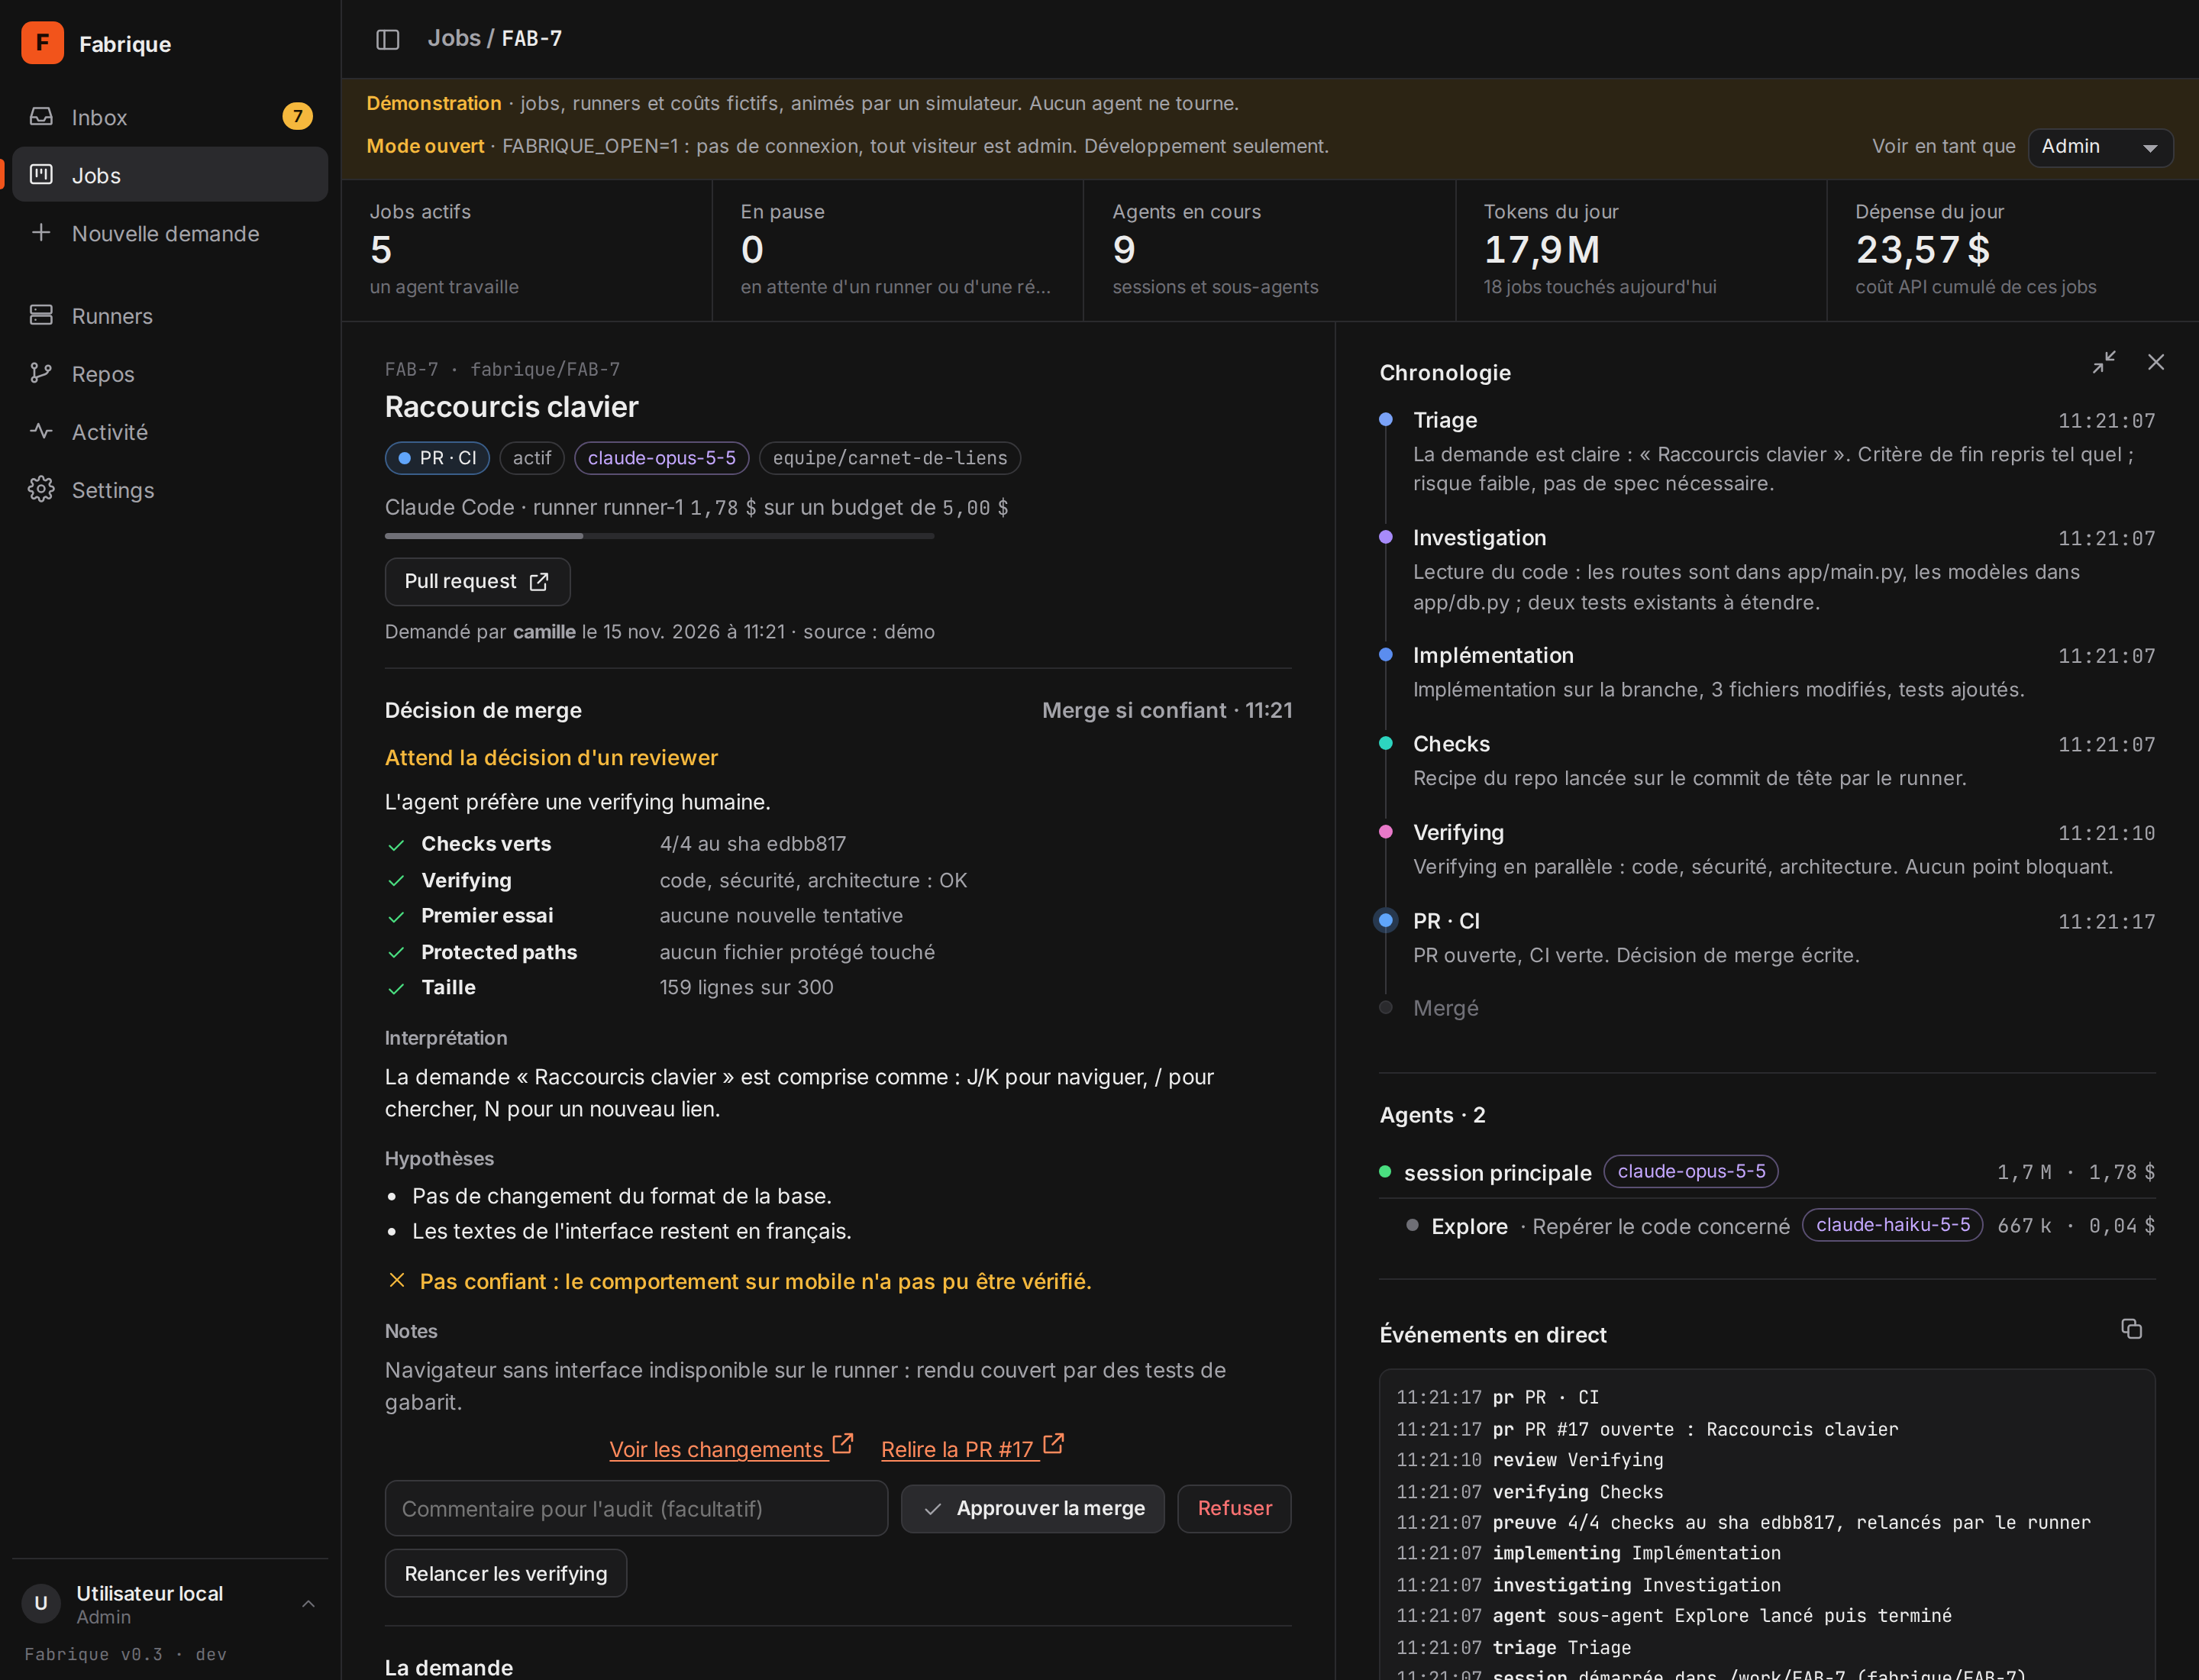 F Fabrique
Inbox 7
Jobs
Nouvelle demande
Runners
Repos
Activité
Settings
U Utilisateur local
Admin
Fabrique v0.3 · dev
Jobs / FAB-7
Démonstration · jobs, runners et coûts fictifs, animés par un simulateur. Aucun agent ne tourne.
Mode ouvert · FABRIQUE_OPEN=1 : pas de connexion, tout visiteur est admin. Développement seulement.
Voir en tant que Admin
Jobs actifs
5
un agent travaille
En pause
0
en attente d'un runner ou d'une ré...
Agents en cours
9
sessions et sous-agents
Tokens du jour
17,9 M
18 jobs touchés aujourd'hui
Dépense du jour
23,57 $
coût API cumulé de ces jobs
FAB-7 · fabrique/FAB-7
Raccourcis clavier
PR · CI actif claude-opus-5-5 equipe/carnet-de-liens
Claude Code · runner runner-1 1,78 $ sur un budget de 5,00 $
Pull request
Demandé par camille le 15 nov. 2026 à 11:21 · source : démo
Décision de merge Merge si confiant · 11:21
Attend la décision d'un reviewer
L'agent préfère une verifying humaine.
Checks verts 4/4 au sha edbb817
Verifying code, sécurité, architecture : OK
Premier essai aucune nouvelle tentative
Protected paths aucun fichier protégé touché
Taille 159 lignes sur 300
Interprétation
La demande « Raccourcis clavier » est comprise comme : J/K pour naviguer, / pour
chercher, N pour un nouveau lien.
Hypothèses
• Pas de changement du format de la base.
• Les textes de l'interface restent en français.
Pas confiant : le comportement sur mobile n'a pas pu être vérifié.
Notes
Navigateur sans interface indisponible sur le runner : rendu couvert par des tests de
gabarit.
Voir les changements Relire la PR #17
Commentaire pour l'audit (facultatif) Approuver la merge Refuser
Relancer les verifying
La demande
Chronologie
Triage 11:21:07
La demande est claire : « Raccourcis clavier ». Critère de fin repris tel quel ;
risque faible, pas de spec nécessaire.
Investigation 11:21:07
Lecture du code : les routes sont dans app/main.py, les modèles dans
app/db.py ; deux tests existants à étendre.
Implémentation 11:21:07
Implémentation sur la branche, 3 fichiers modifiés, tests ajoutés.
Checks 11:21:07
Recipe du repo lancée sur le commit de tête par le runner.
Verifying 11:21:10
Verifying en parallèle : code, sécurité, architecture. Aucun point bloquant.
PR · CI 11:21:17
PR ouverte, CI verte. Décision de merge écrite.
Mergé
Agents · 2
session principale claude-opus-5-5 1,7 M · 1,78 $
Explore · Repérer le code concerné claude-haiku-5-5 667 k · 0,04 $
Événements en direct
11:21:17 pr PR · CI
11:21:17 pr PR #17 ouverte : Raccourcis clavier
11:21:10 review Verifying
11:21:07 verifying Checks
11:21:07 preuve 4/4 checks au sha edbb817, relancés par le runner
11:21:07 implementing Implémentation
11:21:07 investigating Investigation
11:21:07 agent sous-agent Explore lancé puis terminé
11:21:07 triage Triage
11:21:07 session démarrée dans /work/FAB-7 (fabrique/FAB-7)